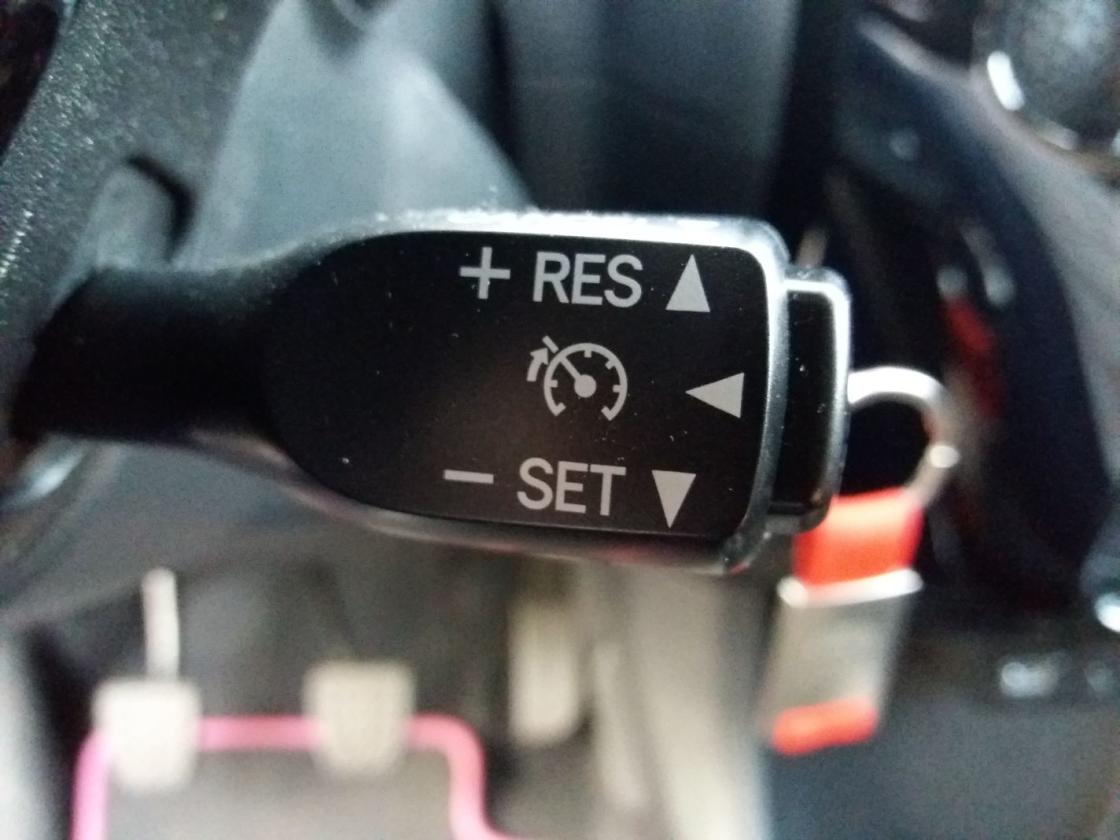 + RES
- SET